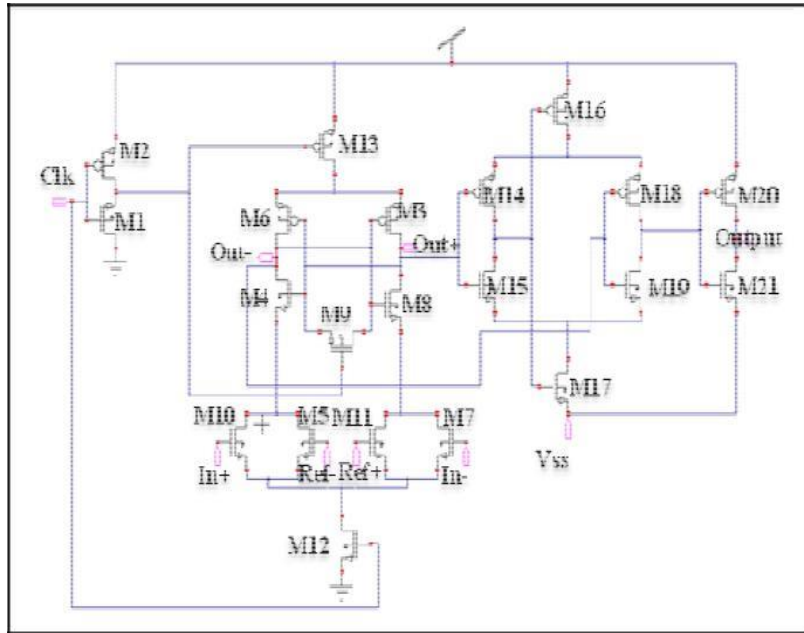 M16
M2
M13
Clk
M14
M18
M20
M6
M3
M1
Out-
Out+
Output
M4
M8
M15
M19
M21
M9
M17
M10
M5
M11
M7
Vss
In+
Ref-
Ref+
In-
M12